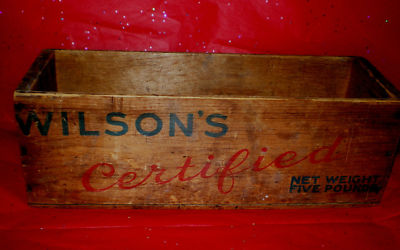 WILSON'S
Certified
NET WEIGHT
FIVE POUNDS